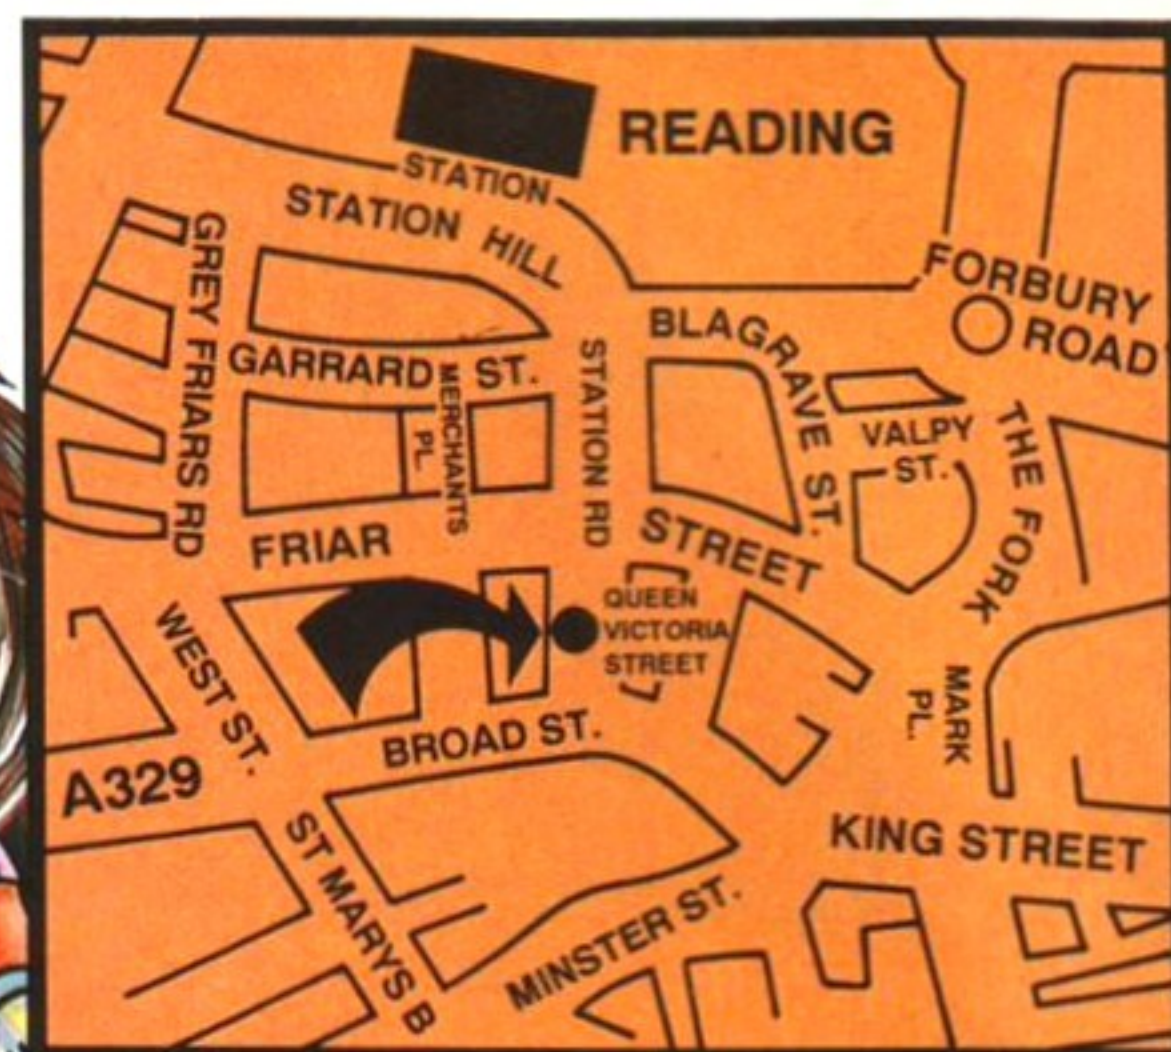 READING
STATION
STATION HILL
FORBURY
ROAD
GREY FRIARS RD
BLAGRAVE ST.
GARRARD ST.
MERCHANTS
PL.
STATION RD
VALPY
ST.
THE FORK
FRIAR STREET
QUEEN
VICTORIA
STREET
WEST ST.
MARK
PL.
BROAD ST.
A329
KING STREET
ST MARYS B
MINSTER ST.